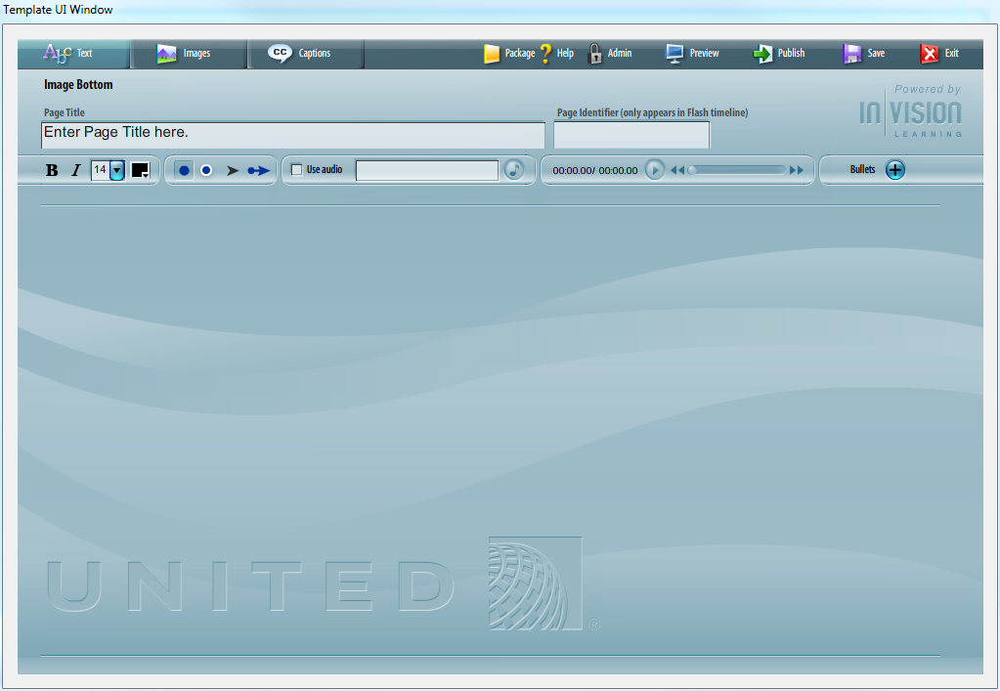 Template UI Window
Abc Text Images CC Captions Package ? Help Admin Preview Publish Save Exit
Image Bottom
Powered by
IN VISION
LEARNING
Page Title
Page Identifier (only appears in Flash timeline)
Enter Page Title here.
B I 14 Use audio 00:00.00/ 00:00.00 Bullets
UNITED ®